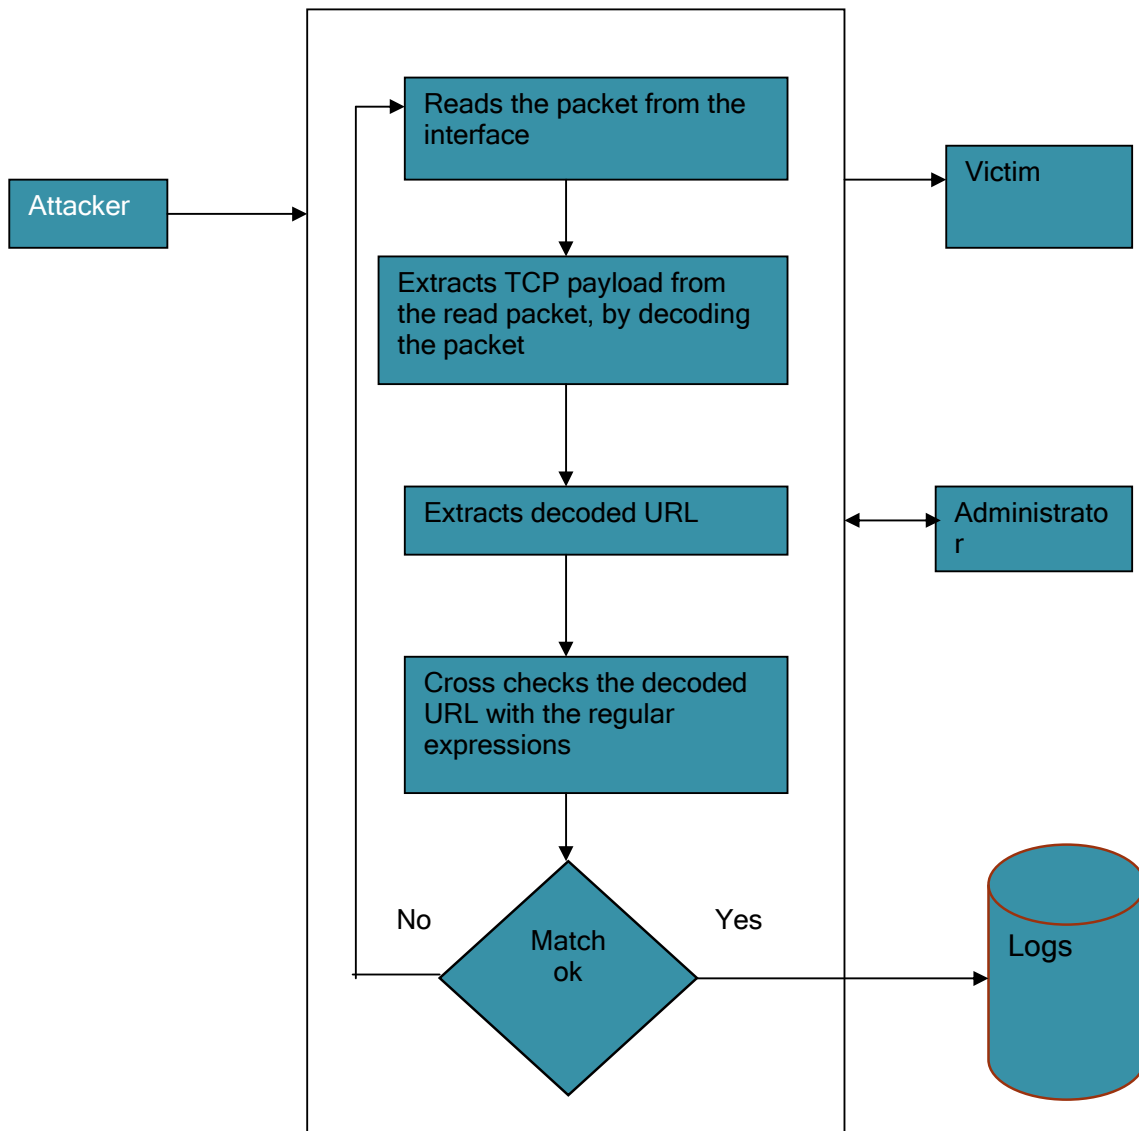 Reads the packet from the
interface
Attacker
Victim
Extracts TCP payload from
the read packet, by decoding
the packet
Extracts decoded URL
Administrato
r
Cross checks the decoded
URL with the regular
expressions
No
Yes
Match
ok
Logs